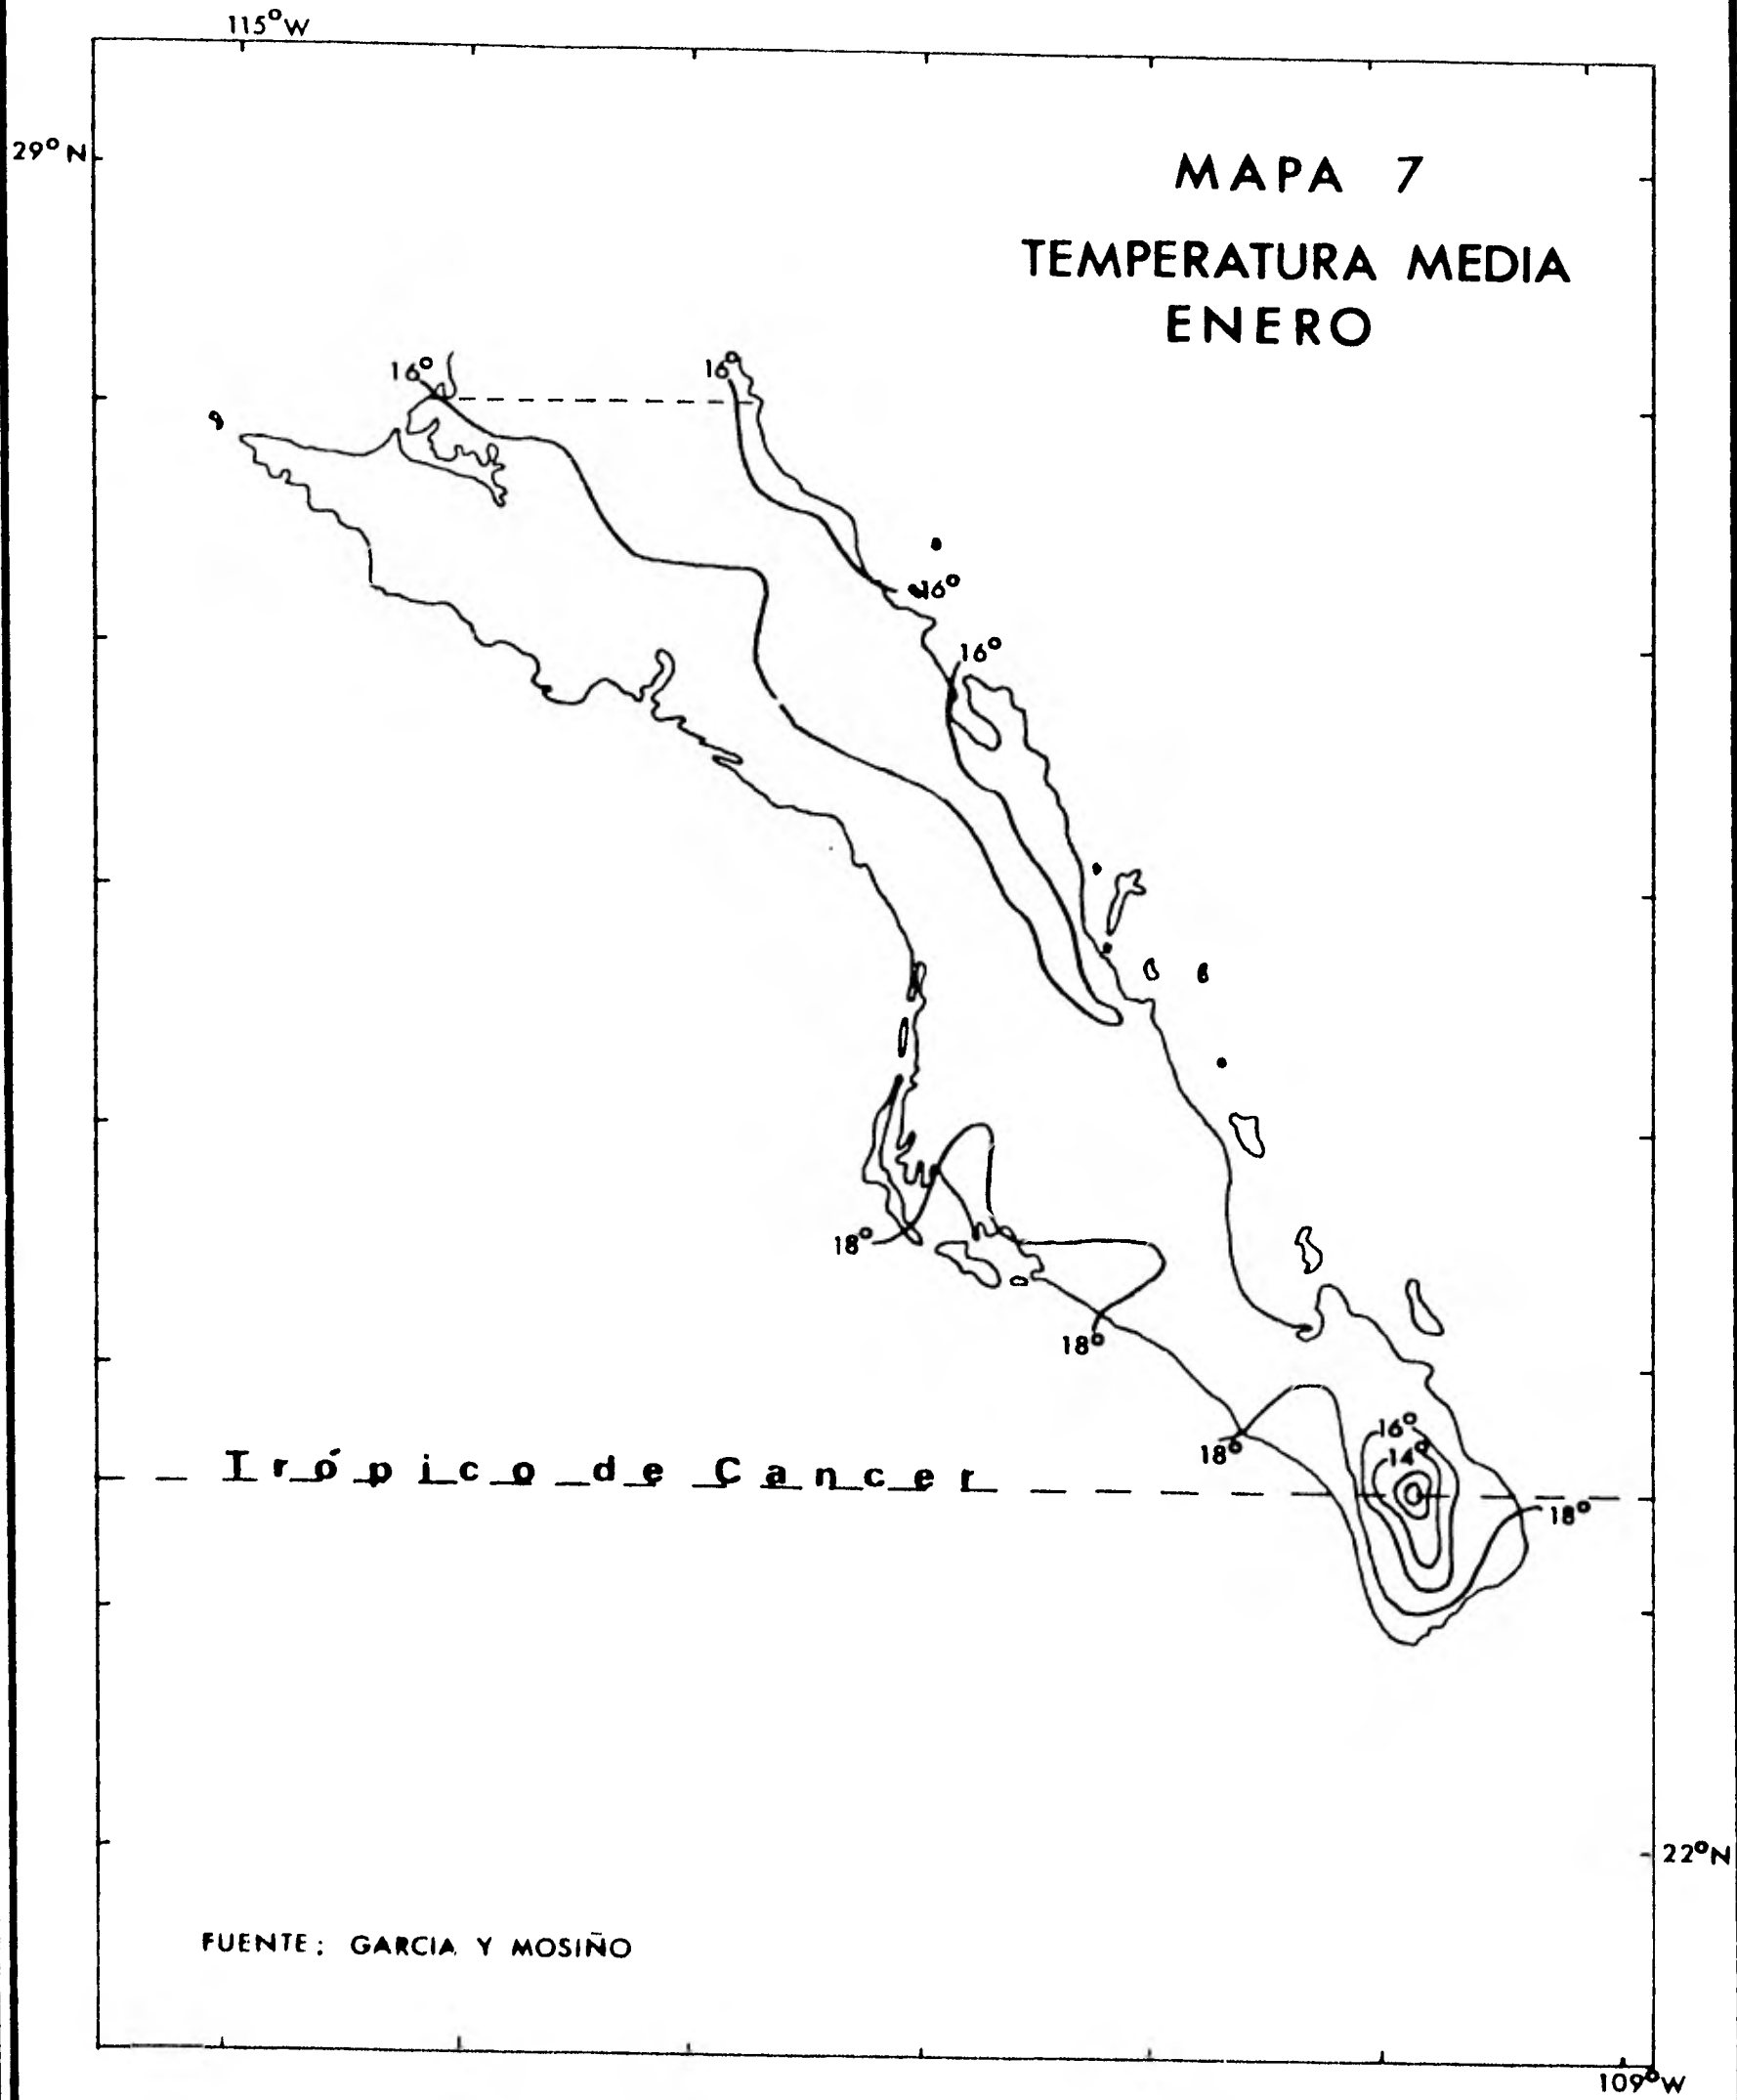 115°W
29°N
MAPA 7
TEMPERATURA MEDIA
ENERO
16°
16°
16°
16°
18°
18°
16°
18°
14°
Trópico de Cancer
18°
22°N
FUENTE: GARCIA Y MOSIÑO
109°W